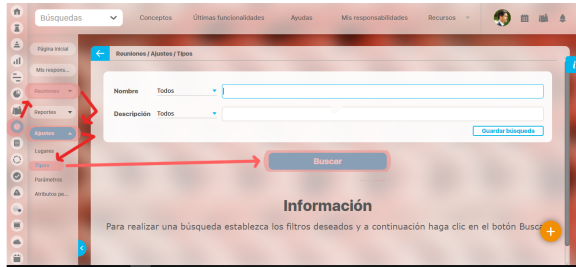 Búsquedas
Conceptos Últimas funcionalidades Ayudas Mis responsabilidades Recursos
Página inicial
Reuniones / Ajustes / Tipos
Mis respons...
Reuniones
Nombre Todos
Reportes
Descripción Todos
Ajustes
Guardar búsqueda
Lugares
Tipos
Buscar
Parámetros
Atributos pe...
Información
Para realizar una búsqueda establezca los filtros deseados y a continuación haga clic en el botón Busca